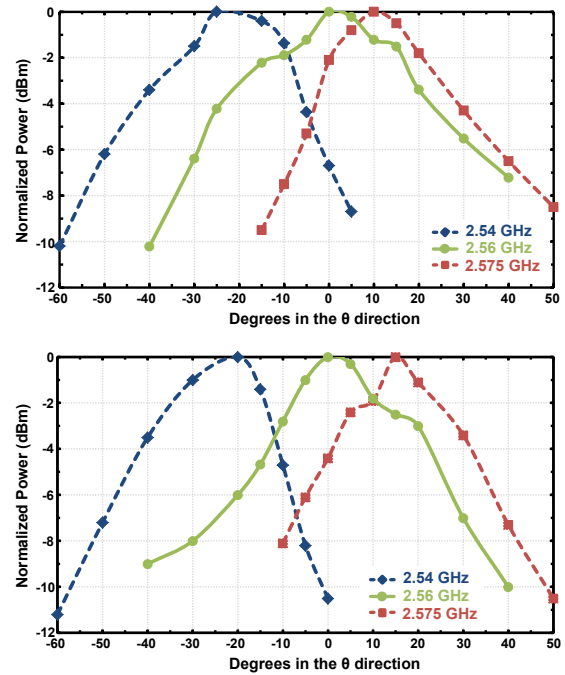 Normalized Power (dBm)
0
-2
-4
-6
-8
-10
-12
2.54 GHz
2.56 GHz
2.575 GHz
-60 -50 -40 -30 -20 -10 0 10 20 30 40 50
Degrees in the θ direction
Normalized Power (dBm)
0
-2
-4
-6
-8
-10
-12
2.54 GHz
2.56 GHz
2.575 GHz
-60 -50 -40 -30 -20 -10 0 10 20 30 40 50
Degrees in the θ direction